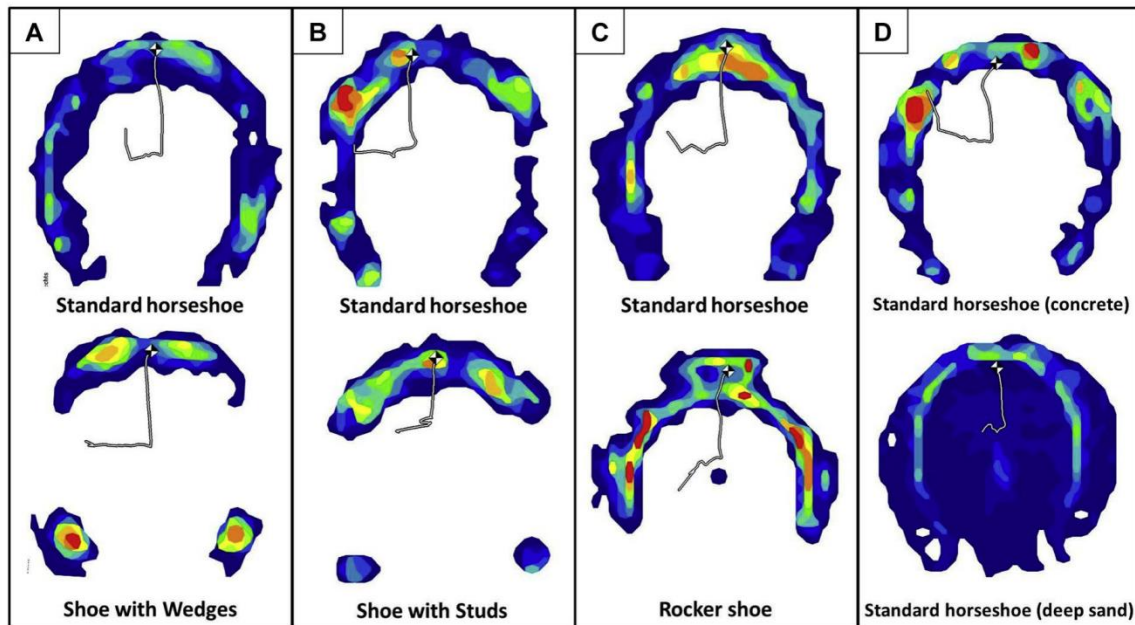 A
B
C
D
Standard horseshoe
Standard horseshoe
Standard horseshoe
Standard horseshoe (concrete)
Shoe with Wedges
Shoe with Studs
Rocker shoe
Standard horseshoe (deep sand)